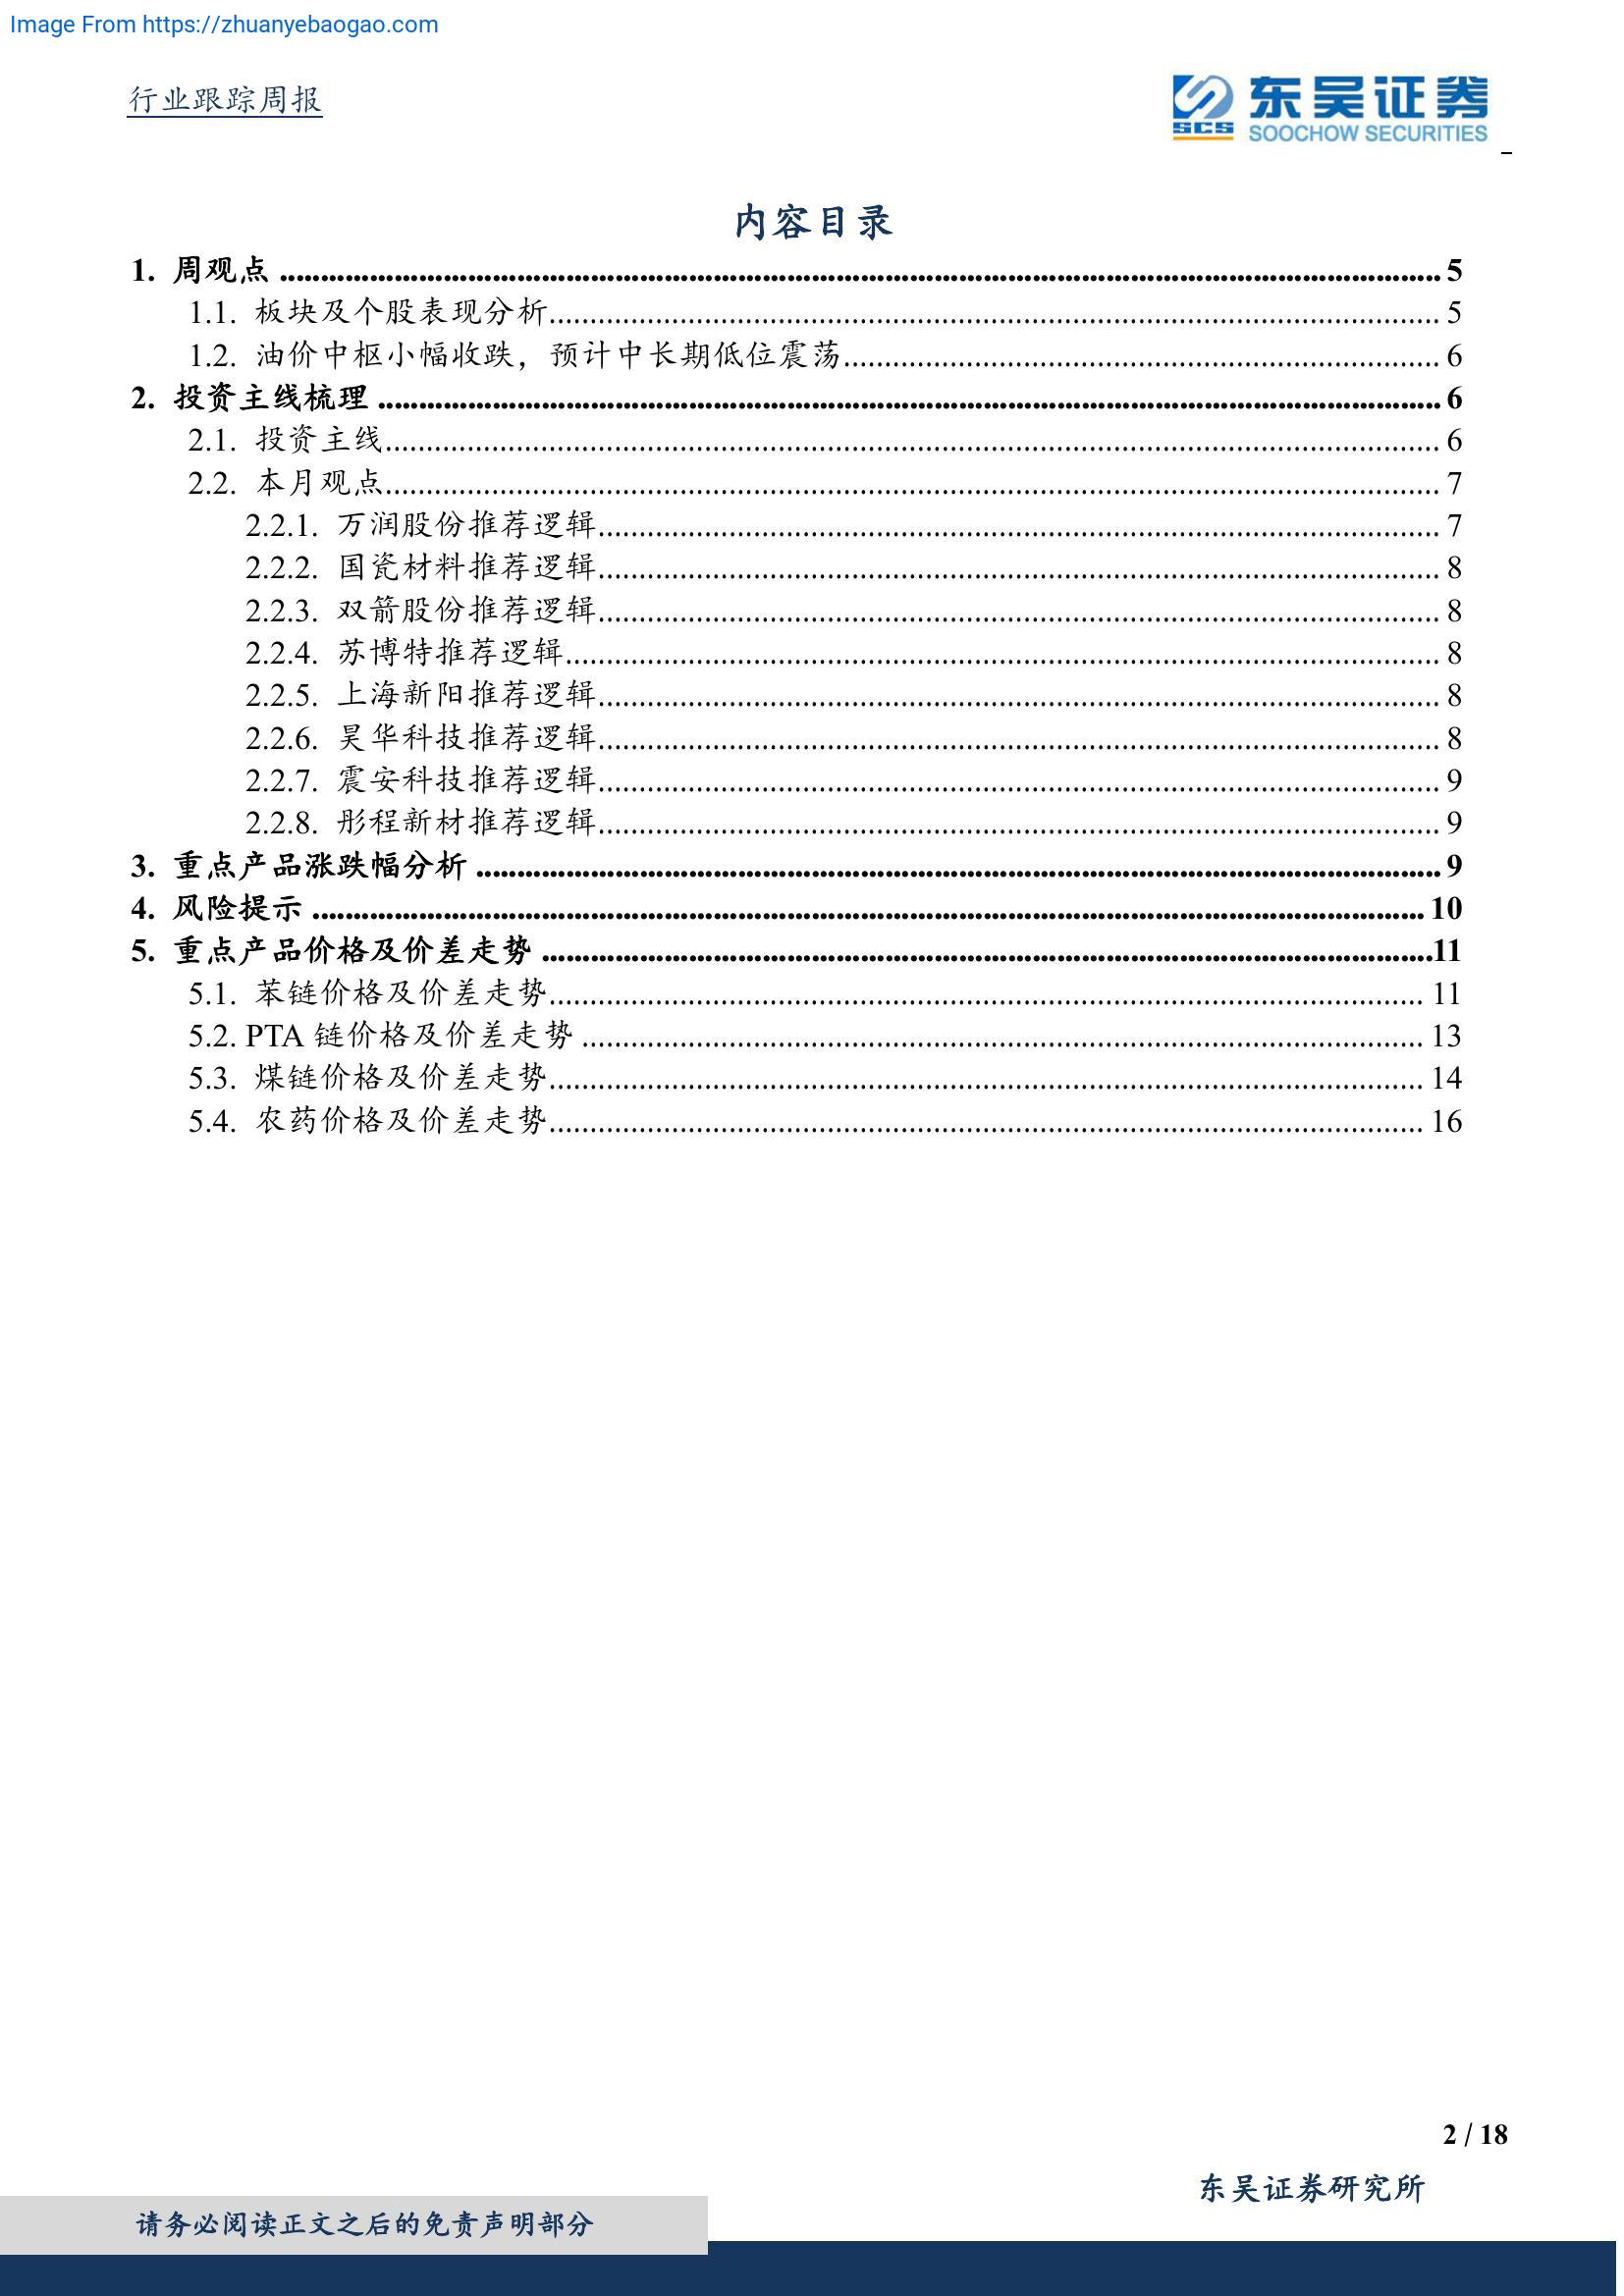 Image From https://zhuanyebaogao.com
行业跟踪周报
东吴证券
SCS
SOOCHOW SECURITIES
内容目录
1. 周观点 ........ 5
1.1. 板块及个股表现分析........ 5
1.2. 油价中枢小幅收跌，预计中长期低位震荡........ 6
2. 投资主线梳理 ........ 6
2.1. 投资主线........ 6
2.2. 本月观点........ 7
2.2.1. 万润股份推荐逻辑........ 7
2.2.2. 国瓷材料推荐逻辑........ 8
2.2.3. 双箭股份推荐逻辑........ 8
2.2.4. 苏博特推荐逻辑........ 8
2.2.5. 上海新阳推荐逻辑........ 8
2.2.6. 昊华科技推荐逻辑........ 8
2.2.7. 震安科技推荐逻辑........ 9
2.2.8. 彤程新材推荐逻辑........ 9
3. 重点产品涨跌幅分析 ........ 9
4. 风险提示 ........ 10
5. 重点产品价格及价差走势 ........11
5.1. 苯链价格及价差走势........ 11
5.2. PTA 链价格及价差走势 ........ 13
5.3. 煤链价格及价差走势........ 14
5.4. 农药价格及价差走势........ 16
2 / 18
东吴证券研究所
请务必阅读正文之后的免责声明部分